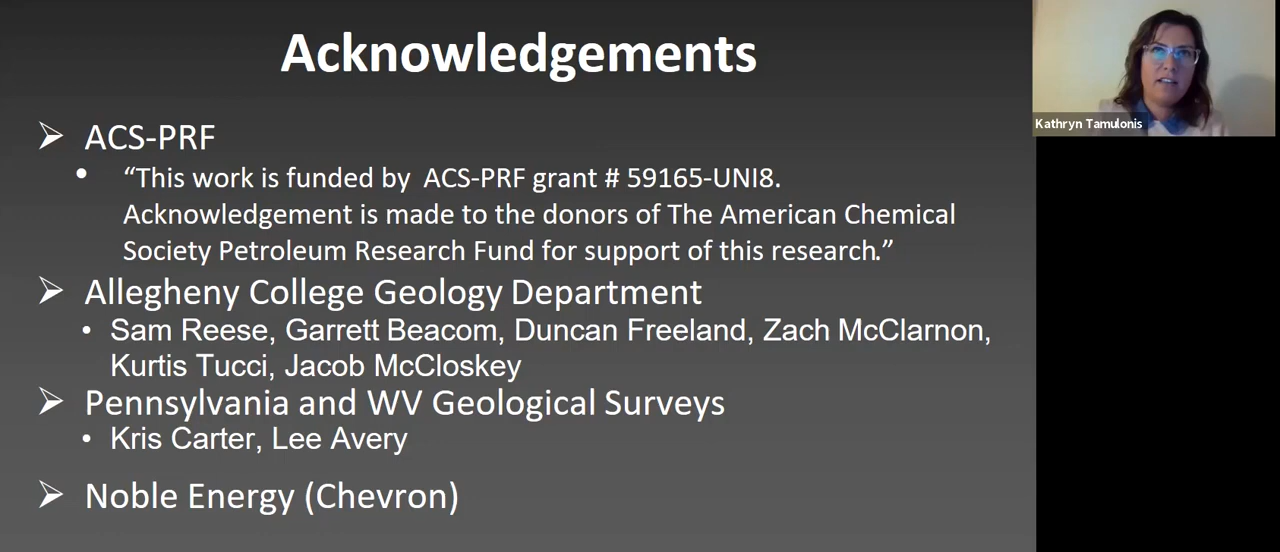 Acknowledgements
➢ ACS-PRF
• “This work is funded by ACS-PRF grant # 59165-UNI8.
Acknowledgement is made to the donors of The American Chemical
Society Petroleum Research Fund for support of this research.”
➢ Allegheny College Geology Department
• Sam Reese, Garrett Beacom, Duncan Freeland, Zach McClarnon,
Kurtis Tucci, Jacob McCloskey
➢ Pennsylvania and WV Geological Surveys
• Kris Carter, Lee Avery
➢ Noble Energy (Chevron)
Kathryn Tamulonis